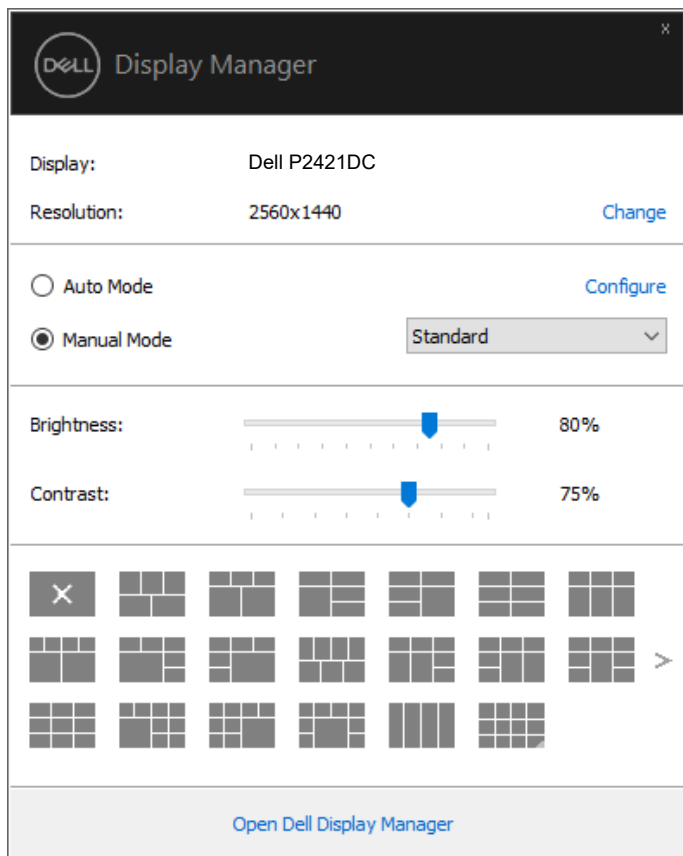 x
DELL Display Manager
Display: Dell P2421DC
Resolution: 2560x1440 Change
Auto Mode Configure
Manual Mode Standard
Brightness: 80%
Contrast: 75%
Open Dell Display Manager